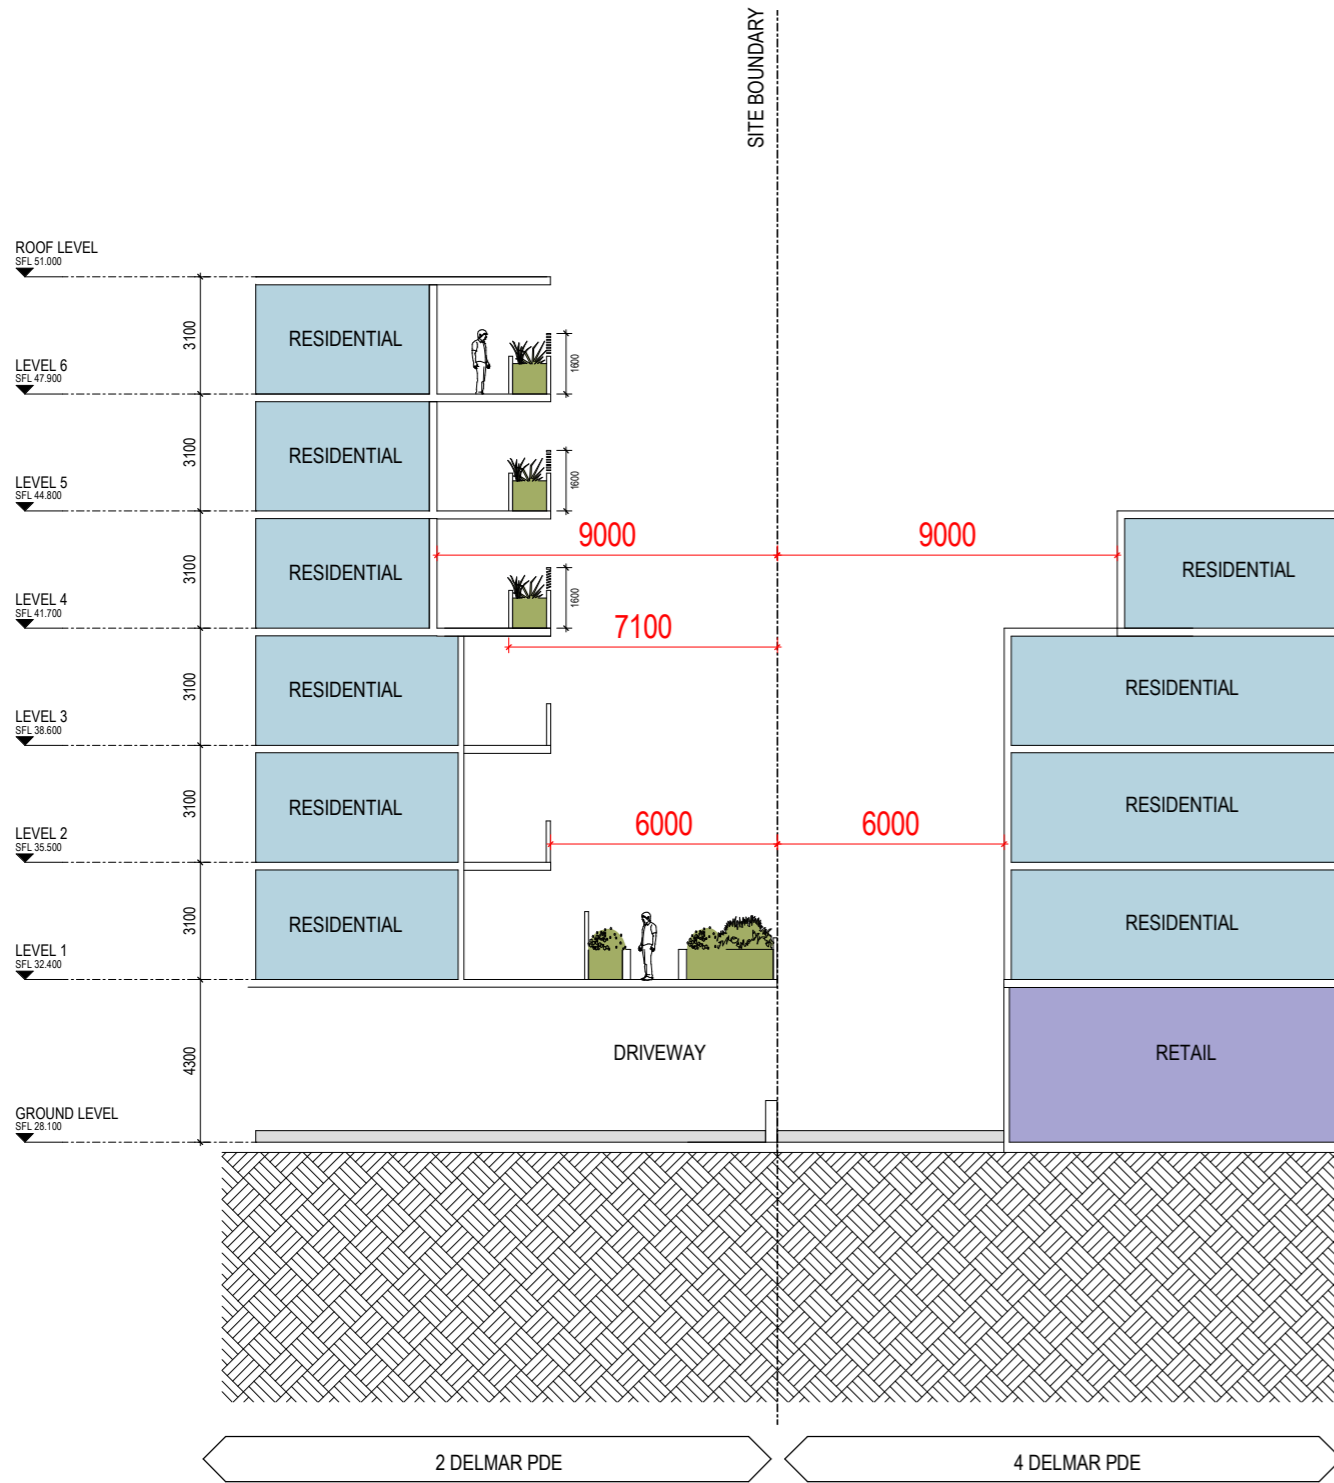 SITE BOUNDARY
ROOF LEVEL
SFL 51.000
3100
RESIDENTIAL
1600
LEVEL 6
SFL 47.900
3100
RESIDENTIAL
1600
LEVEL 5
SFL 44.800
9000
9000
3100
RESIDENTIAL
RESIDENTIAL
1600
LEVEL 4
SFL 41.700
7100
3100
RESIDENTIAL
RESIDENTIAL
LEVEL 3
SFL 38.600
3100
RESIDENTIAL
RESIDENTIAL
6000
6000
LEVEL 2
SFL 35.500
3100
RESIDENTIAL
RESIDENTIAL
LEVEL 1
SFL 32.400
4300
DRIVEWAY
RETAIL
GROUND LEVEL
SFL 28.100
2 DELMAR PDE
4 DELMAR PDE